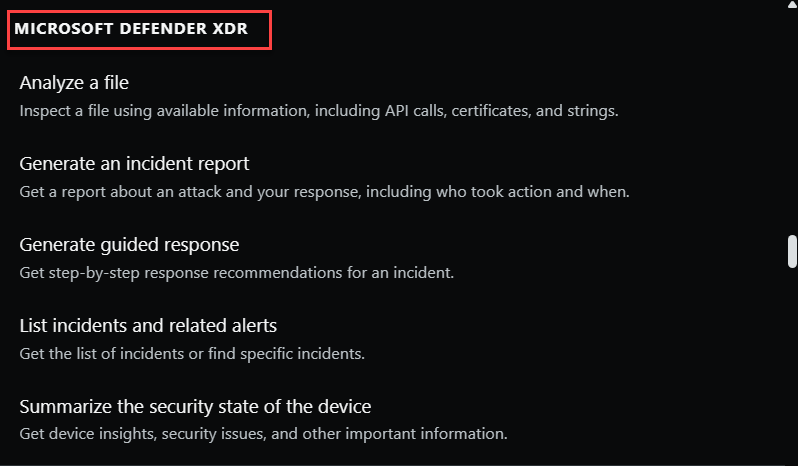 MICROSOFT DEFENDER XDR
Analyze a file
Inspect a file using available information, including API calls, certificates, and strings.
Generate an incident report
Get a report about an attack and your response, including who took action and when.
Generate guided response
Get step-by-step response recommendations for an incident.
List incidents and related alerts
Get the list of incidents or find specific incidents.
Summarize the security state of the device
Get device insights, security issues, and other important information.